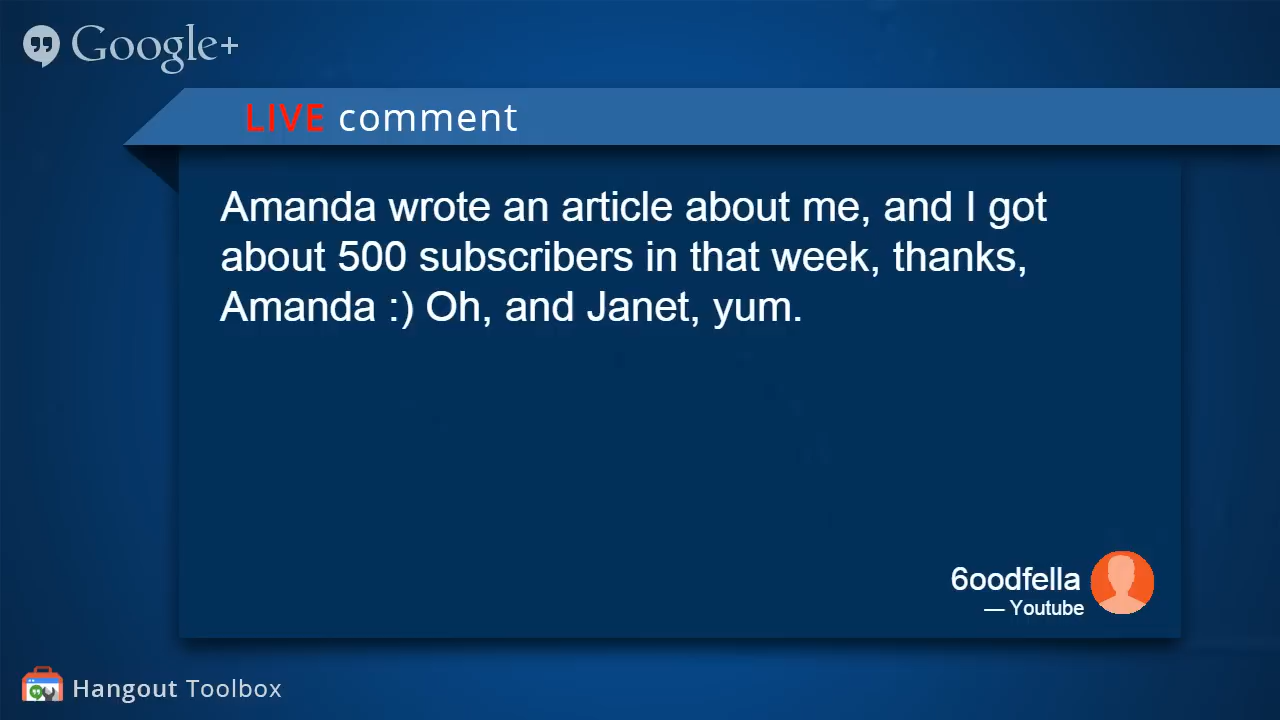 Google+
LIVE comment
Amanda wrote an article about me, and I got
about 500 subscribers in that week, thanks,
Amanda :) Oh, and Janet, yum.
6oodfella
— Youtube
Hangout Toolbox